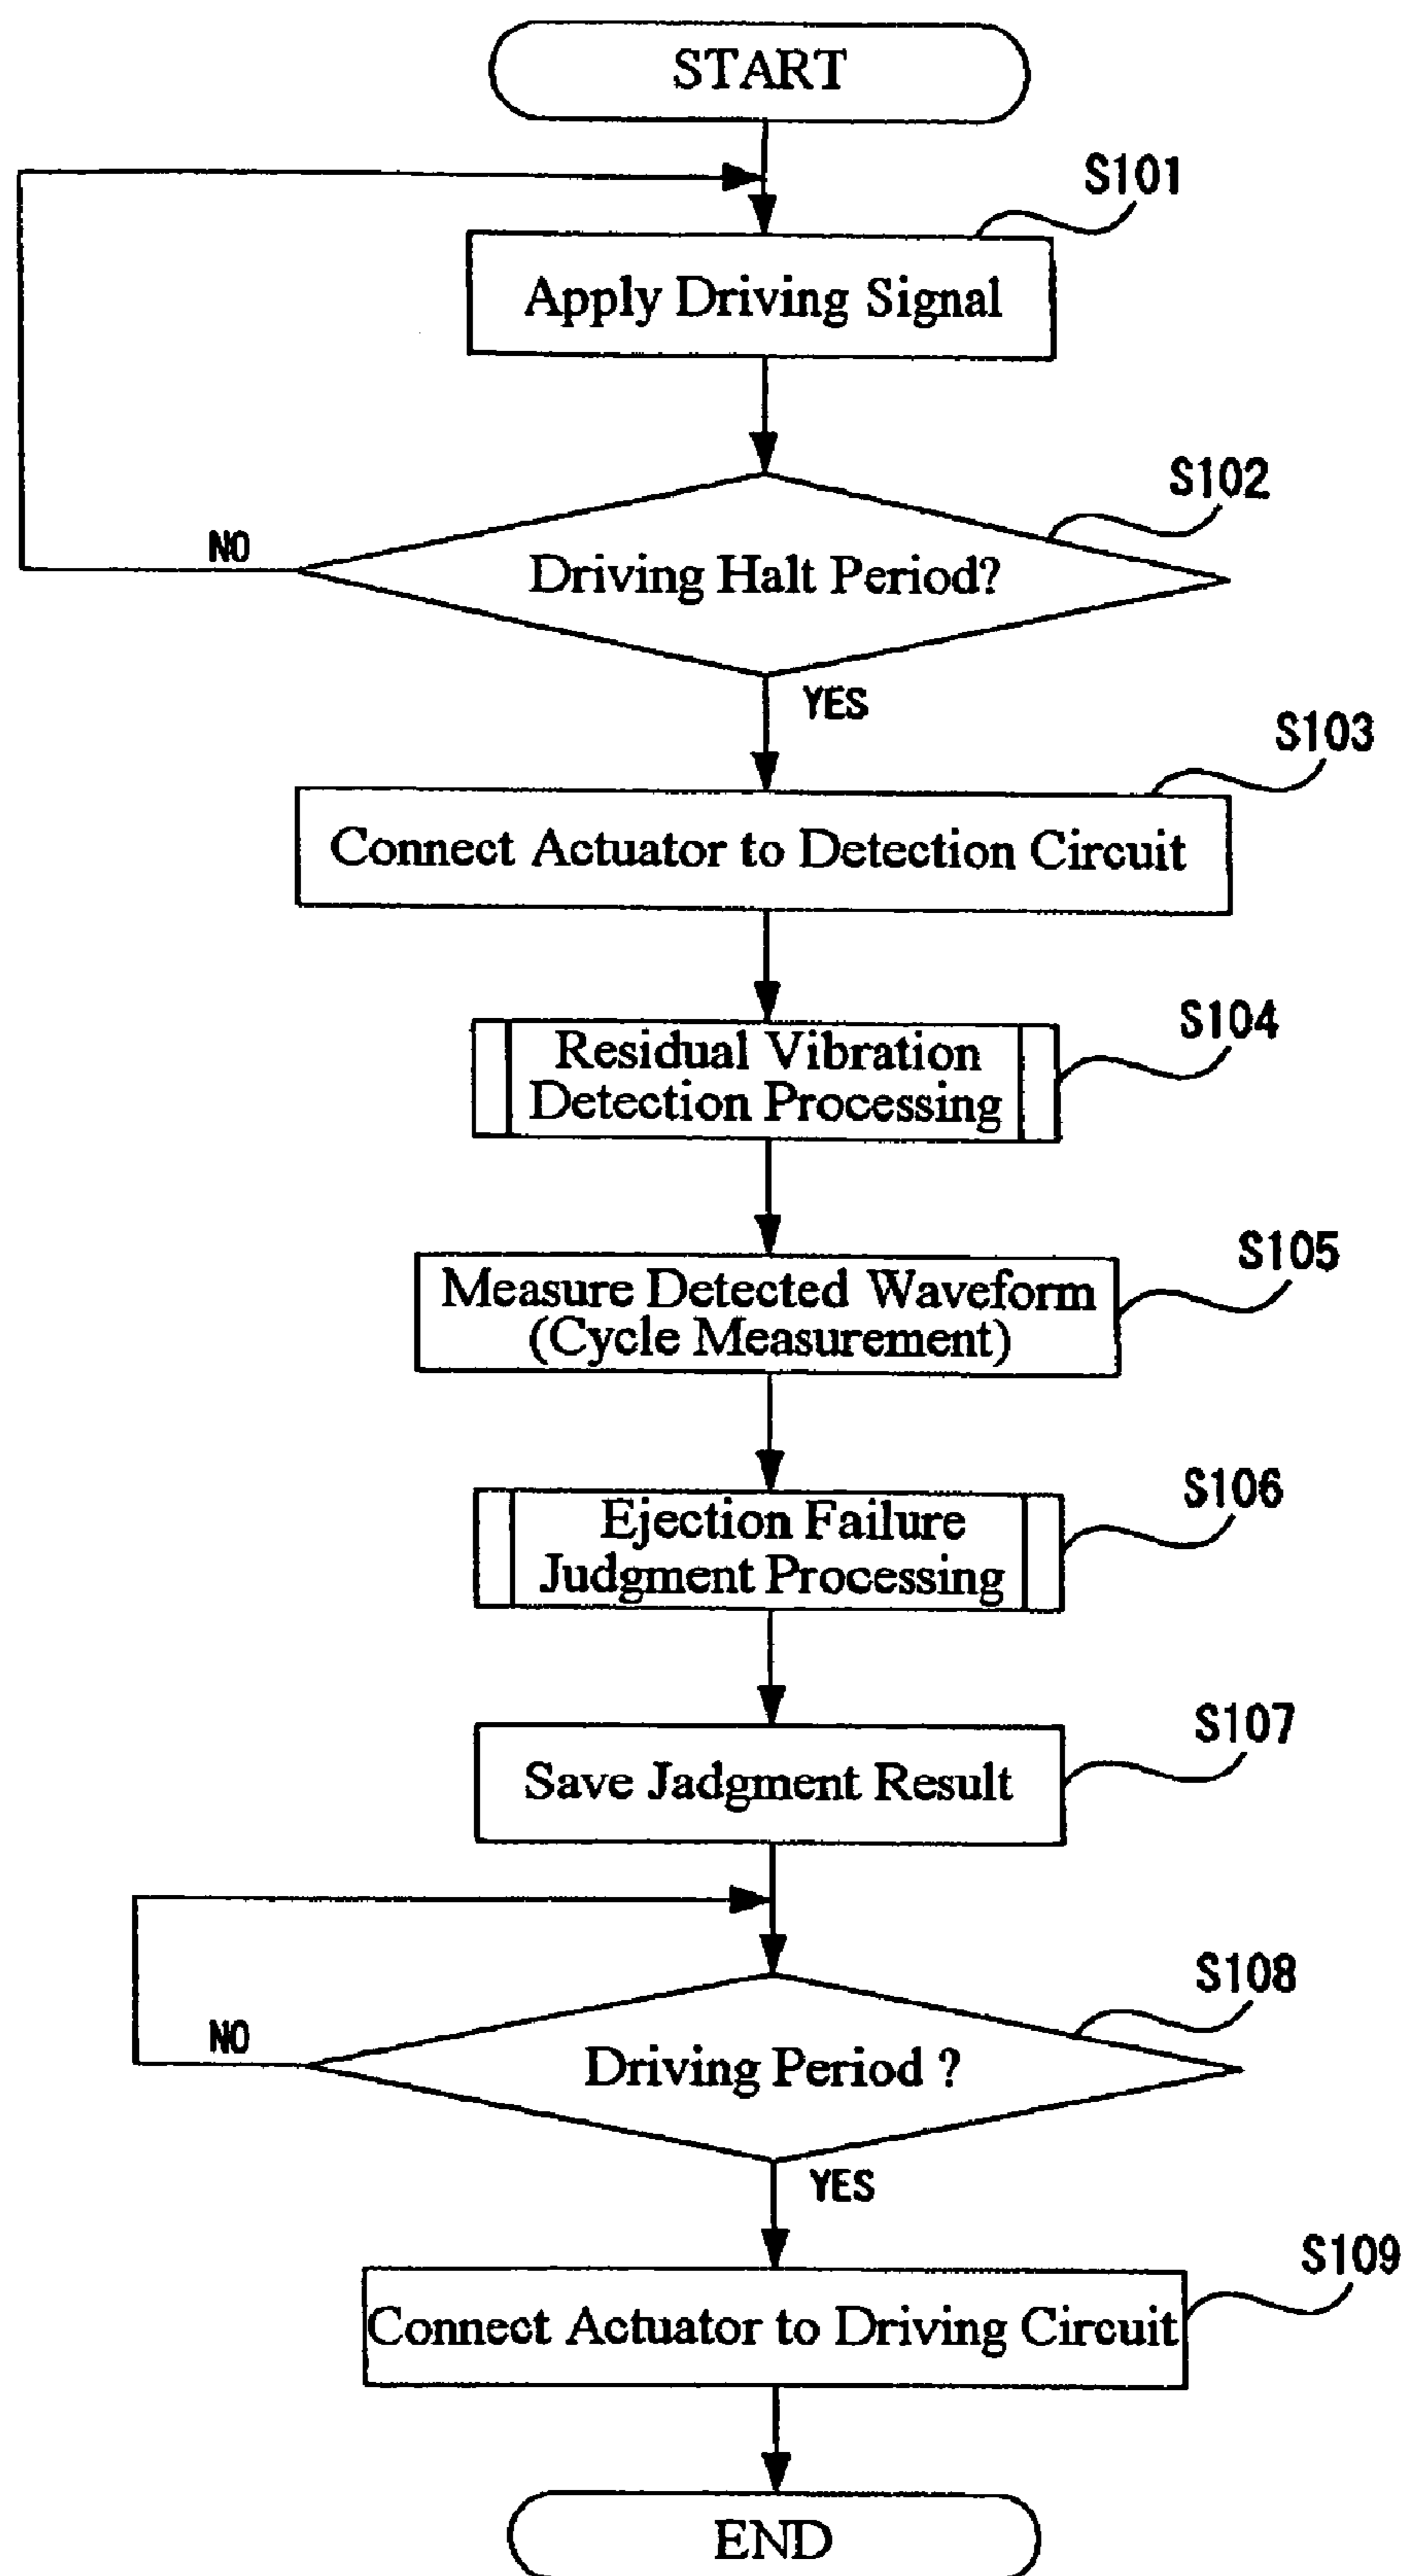 START
S101
Apply Driving Signal
S102
NO
Driving Halt Period?
YES
S103
Connect Actuator to Detection Circuit
S104
Residual Vibration
Detection Processing
S105
Measure Detected Waveform
(Cycle Measurement)
S106
Ejection Failure
Judgment Processing
S107
Save Jadgment Result
S108
NO
Driving Period ?
YES
S109
Connect Actuator to Driving Circuit
END